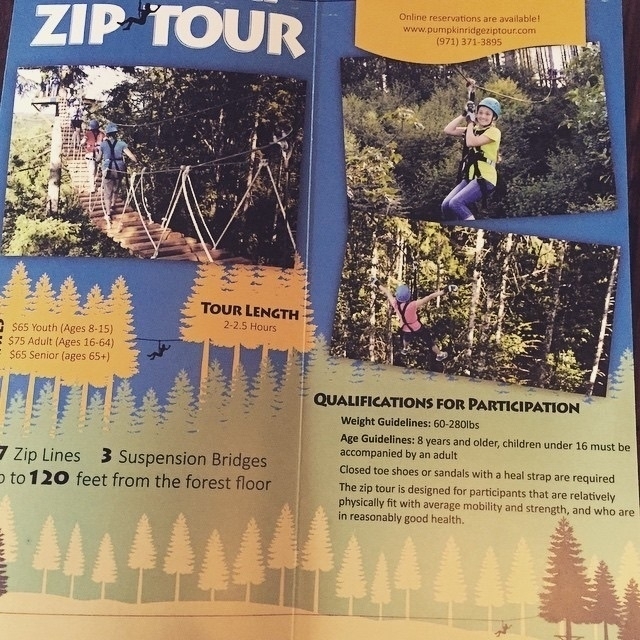 ZIP TOUR
$65 Youth (Ages 8-15)
$75 Adult (Ages 16-64)
$65 Senior (ages 65+)
TOUR LENGTH
2-2.5 Hours
7 Zip Lines 3 Suspension Bridges
to 120 feet from the forest floor
Online reservations are available!
www.pumpkinridgeziptour.com
(971) 371-3895
QUALIFICATIONS FOR PARTICIPATION
Weight Guidelines: 60-280lbs
Age Guidelines: 8 years and older, children under 16 must be
accompanied by an adult
Closed toe shoes or sandals with a heal strap are required
The zip tour is designed for participants that are relatively
physically fit with average mobility and strength, and who are
in reasonably good health.